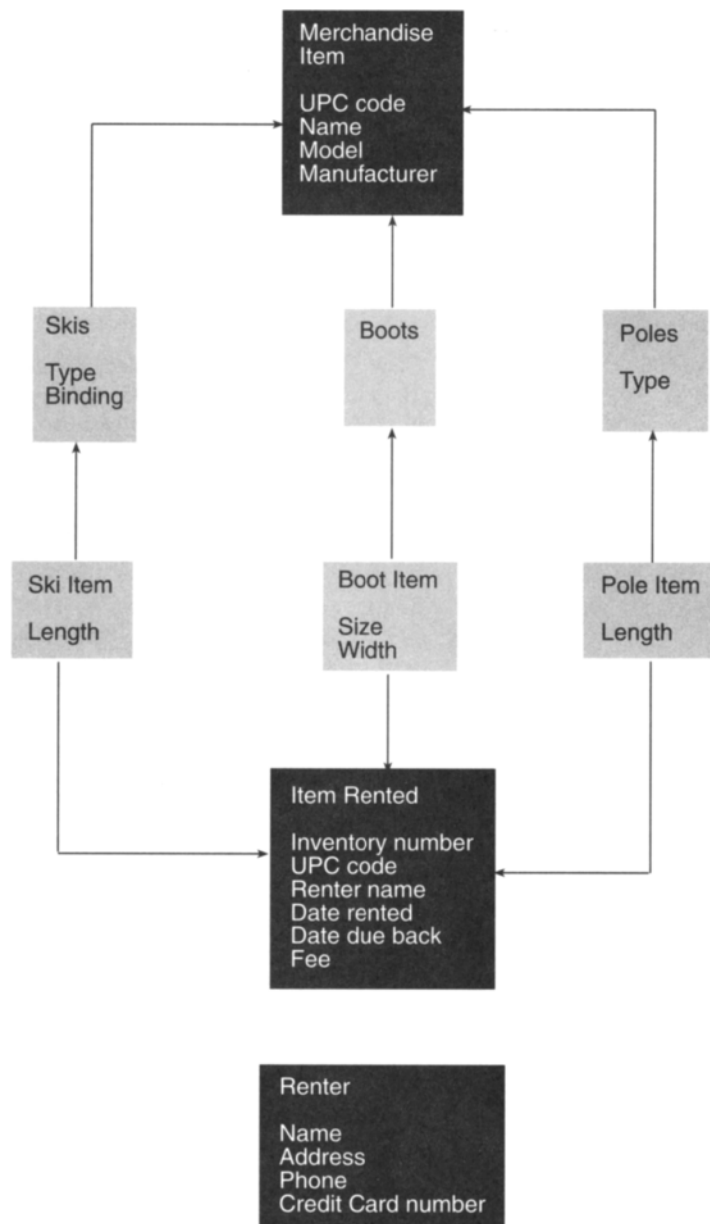 Merchandise
Item
UPC code
Name
Model
Manufacturer
Skis
Type
Binding
Boots
Poles
Type
Ski Item
Length
Boot Item
Size
Width
Pole Item
Length
Item Rented
Inventory number
UPC code
Renter name
Date rented
Date due back
Fee
Renter
Name
Address
Phone
Credit Card number